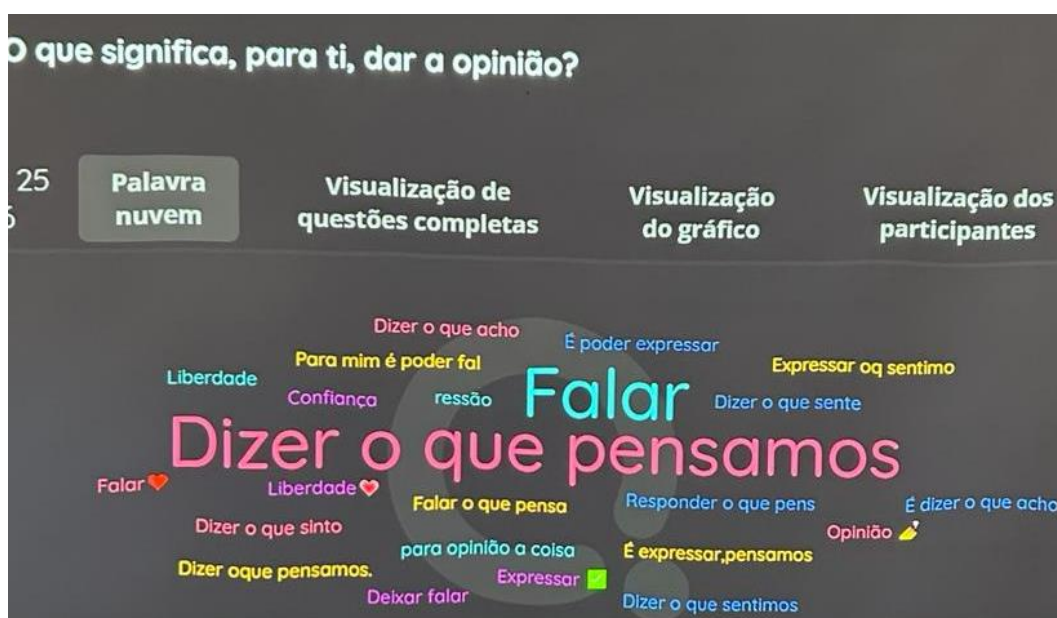 O que significa, para ti, dar a opinião?
25
Palavra
nuvem
Visualização de
questões completas
Visualização
do gráfico
Visualização dos
participantes
Dizer o que acho
É poder expressar
Para mim é poder fal
Expressar oq sentimo
Liberdade
Confiança
ressão
Falar
Dizer o que sente
Dizer o que pensamos
Falar❤️
Liberdade💖
Falar o que pensa
Responder o que pens
É dizer o que acho
Dizer o que sinto
Opinião 💅
para opinião a coisa
É expressar,pensamos
Dizer oque pensamos.
Expressar ✅
Deixar falar
Dizer o que sentimos